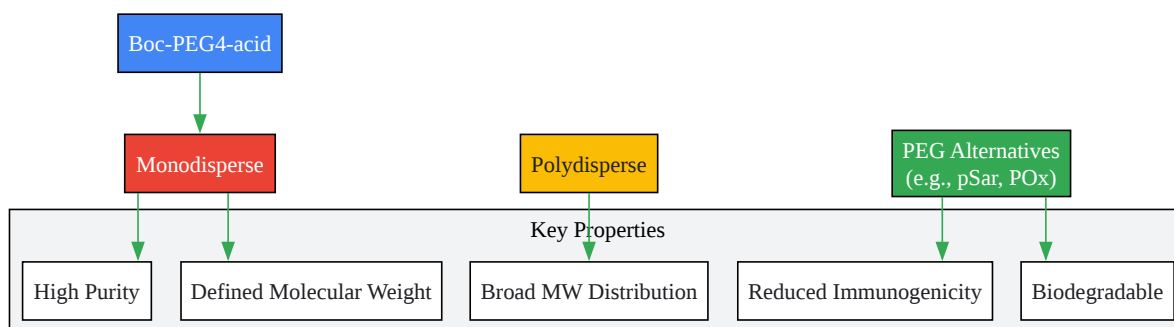 Boc-PEG4-acid
Monodisperse
Polydisperse
PEG Alternatives
(e.g., pSar, POx)
Key Properties
High Purity
Defined Molecular Weight
Broad MW Distribution
Reduced Immunogenicity
Biodegradable